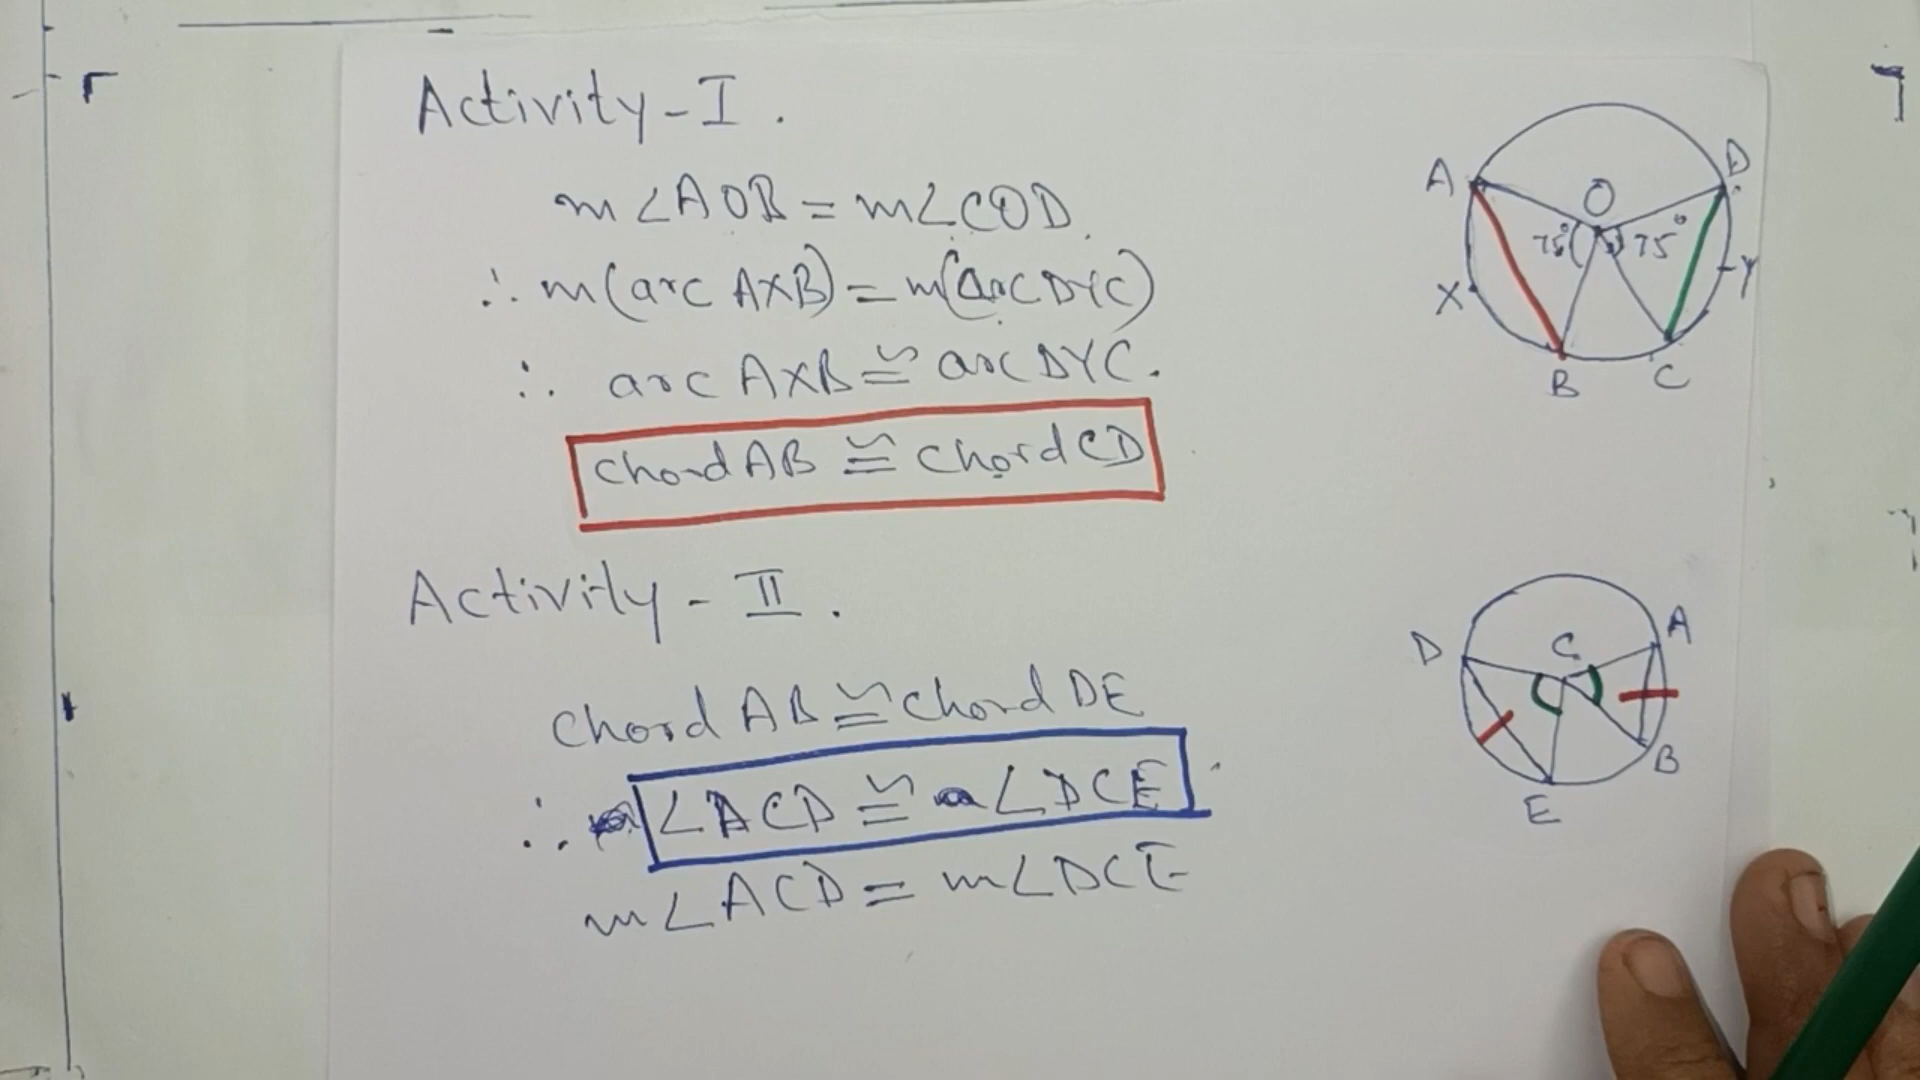 Activity - I.
m∠AOB = m∠COD
∴ m(arc AXB) = m(arc DYC)
∴ arc AXB ≅ arc DYC.
Chord AB ≅ Chord CD
Activity - II.
Chord AB ≅ Chord DE
∴ ∠ACD ≅ ∠DCE
m∠ACD = m∠DCE
A
D
O
75°
75°
X
Y
B
C
D
C
A
B
E